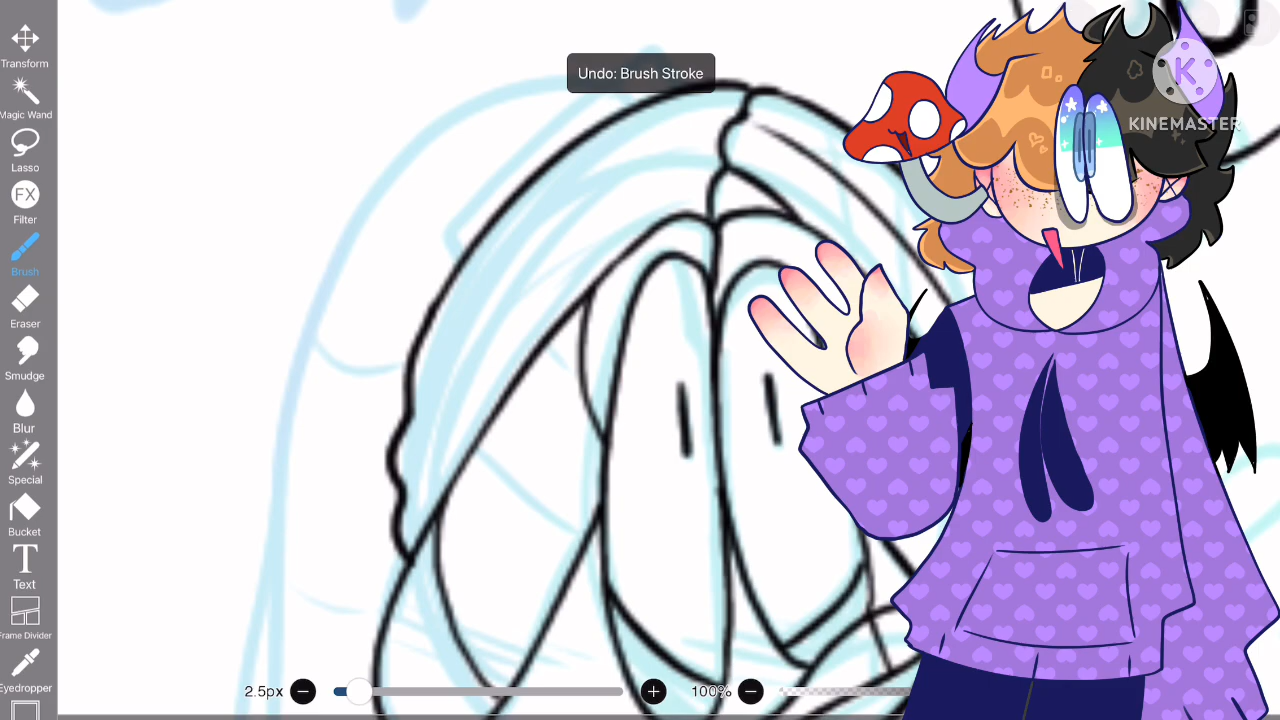 Undo: Brush Stroke
K
KINEMASTER
Transform
Magic Wand
Lasso
FX
Filter
Brush
Eraser
Smudge
Blur
Special
Bucket
T
Text
Frame Divider
Eyedropper
2.5px
100%